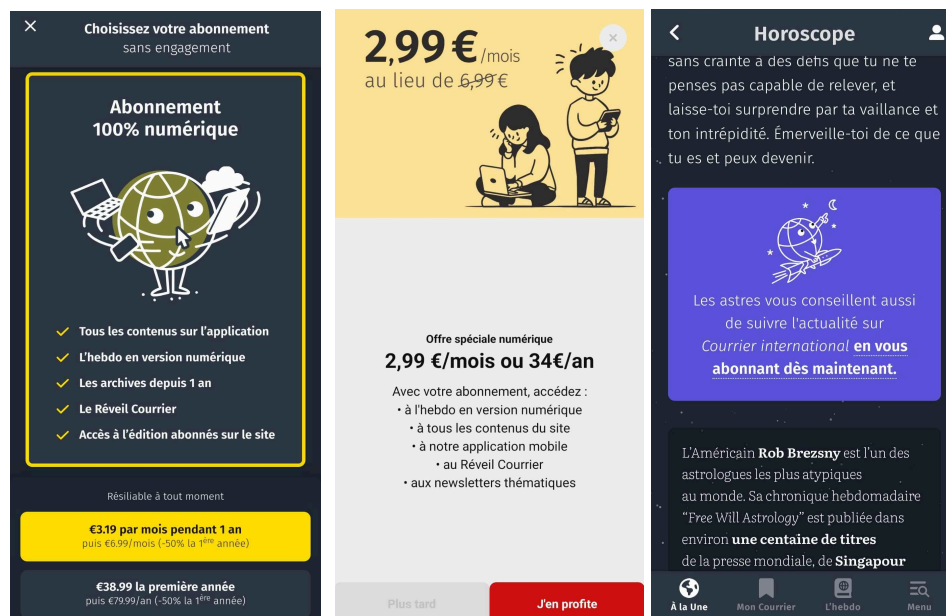 Choisissez votre abonnement
sans engagement
Abonnement
100% numérique
Tous les contenus sur l'application
L'hebdo en version numérique
Les archives depuis 1 an
Le Réveil Courrier
Accès à l'édition abonnés sur le site
Résiliable à tout moment
€3.19 par mois pendant 1 an
puis €6.99/mois (-50% la 1ère année)
€38.99 la première année
puis €79.99/an (-50% la 1ère année)
2,99 €/mois
au lieu de 6,99 €
Offre spéciale numérique
2,99 €/mois ou 34€/an
Avec votre abonnement, accédez :
• à l'hebdo en version numérique
• à tous les contenus du site
• à notre application mobile
• au Réveil Courrier
• aux newsletters thématiques
Plus tard
J'en profite
Horoscope
sans crainte à des défis que tu ne te
penses pas capable de relever, et
laisse-toi surprendre par ta vaillance et
ton intrépidité. Émerveille-toi de ce que
tu es et peux devenir.
Les astres vous conseillent aussi
de suivre l'actualité sur
Courrier international en vous
abonnant dès maintenant.
L'Américain Rob Brezsny est l'un des
astrologues les plus atypiques
au monde. Sa chronique hebdomadaire
“Free Will Astrology” est publiée dans
environ une centaine de titres
de la presse mondiale, de Singapour
À la Une
Mon Courrier
L'hebdo
Menu